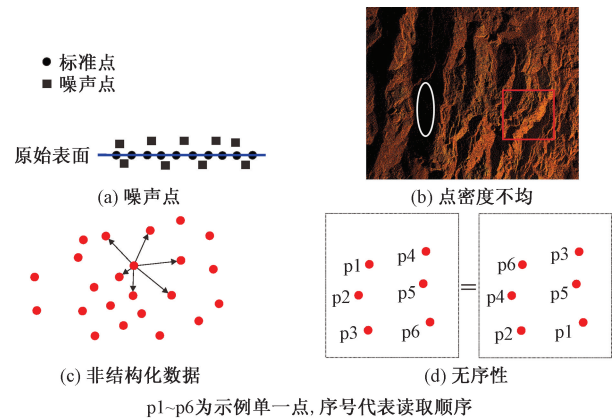 标准点
噪声点
原始表面
(a) 噪声点
(b) 点密度不均
p1
p4
p2
p5
p3
p6
=
p6
p3
p4
p5
p2
p1
(c) 非结构化数据
(d) 无序性
p1~p6为示例单一点, 序号代表读取顺序